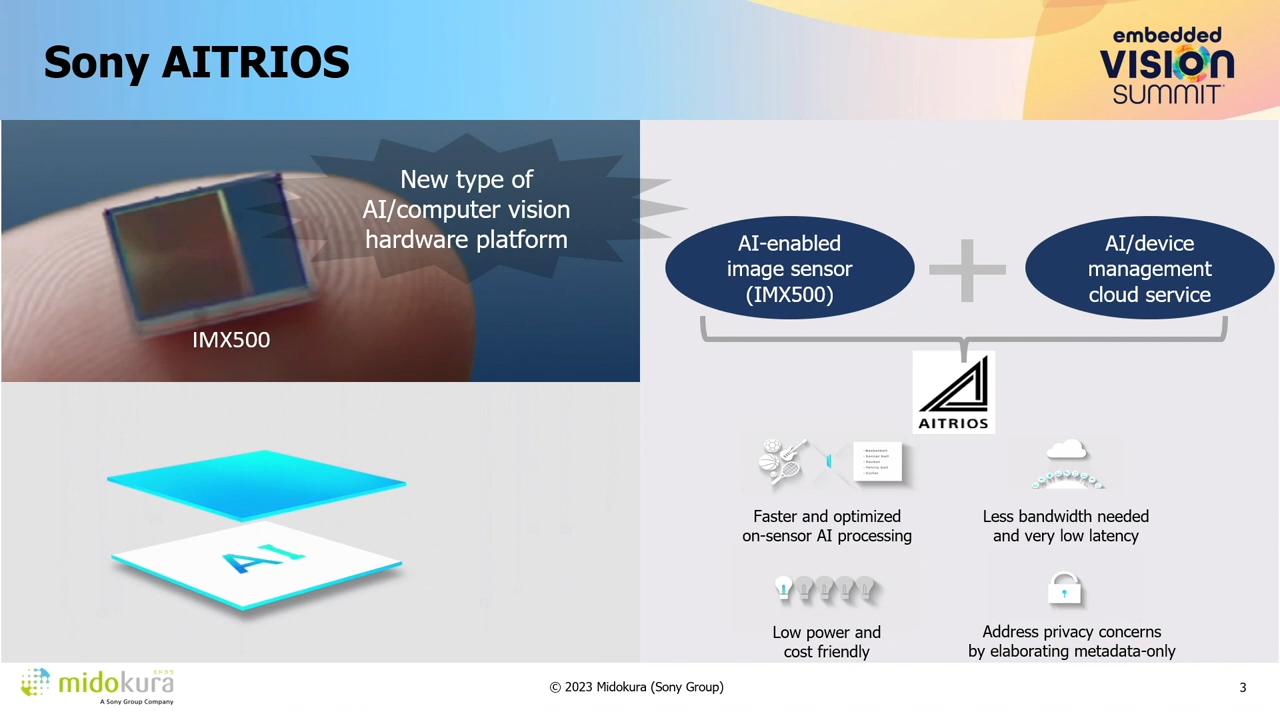 Sony AITRIOS
embedded
VISION
SUMMIT
New type of
AI/computer vision
hardware platform
IMX500
AI
AI-enabled
image sensor
(IMX500)
AI/device
management
cloud service
AITRIOS
Faster and optimized
on-sensor AI processing
Less bandwidth needed
and very low latency
Low power and
cost friendly
Address privacy concerns
by elaborating metadata-only
midokura
A Sony Group Company
© 2023 Midokura (Sony Group)
3